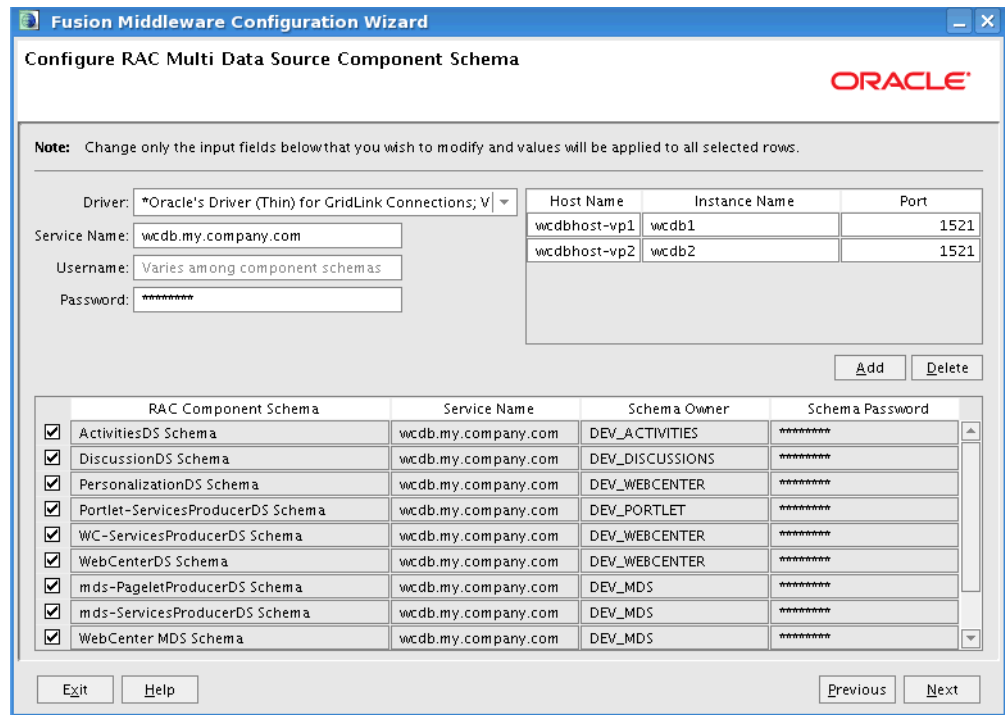 Fusion Middleware Configuration Wizard
Configure RAC Multi Data Source Component Schema
ORACLE
Note: Change only the input fields below that you wish to modify and values will be applied to all selected rows.
Driver: *Oracle's Driver (Thin) for GridLink Connections; V
Service Name: wcdb.my.company.com
Username: Varies among component schemas
Password: ********
Host Name Instance Name Port
wcdbhost-vp1 wcdb1 1521
wcdbhost-vp2 wcdb2 1521
Add Delete
RAC Component Schema Service Name Schema Owner Schema Password
ActivitiesDS Schema wcdb.my.company.com DEV_ACTIVITIES ********
DiscussionDS Schema wcdb.my.company.com DEV_DISCUSSIONS ********
PersonalizationDS Schema wcdb.my.company.com DEV_WEBCENTER ********
Portlet-ServicesProducerDS Schema wcdb.my.company.com DEV_PORTLET ********
WC-ServicesProducerDS Schema wcdb.my.company.com DEV_WEBCENTER ********
WebCenterDS Schema wcdb.my.company.com DEV_WEBCENTER ********
mds-PageletProducerDS Schema wcdb.my.company.com DEV_MDS ********
mds-ServicesProducerDS Schema wcdb.my.company.com DEV_MDS ********
WebCenter MDS Schema wcdb.my.company.com DEV_MDS ********
Exit Help Previous Next